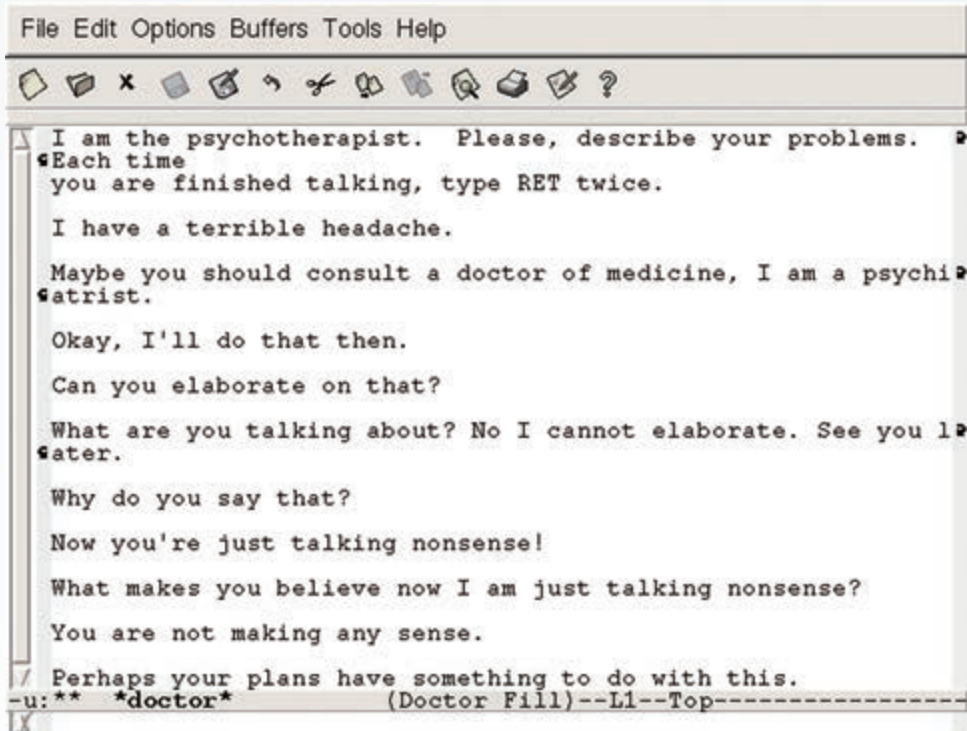 File Edit Options Buffers Tools Help
I am the psychotherapist.  Please, describe your problems.
Each time
you are finished talking, type RET twice.
I have a terrible headache.
Maybe you should consult a doctor of medicine, I am a psychi
atrist.
Okay, I'll do that then.
Can you elaborate on that?
What are you talking about? No I cannot elaborate. See you l
ater.
Why do you say that?
Now you're just talking nonsense!
What makes you believe now I am just talking nonsense?
You are not making any sense.
Perhaps your plans have something to do with this.
-u:**  *doctor*          (Doctor Fill)--L1--Top------------------